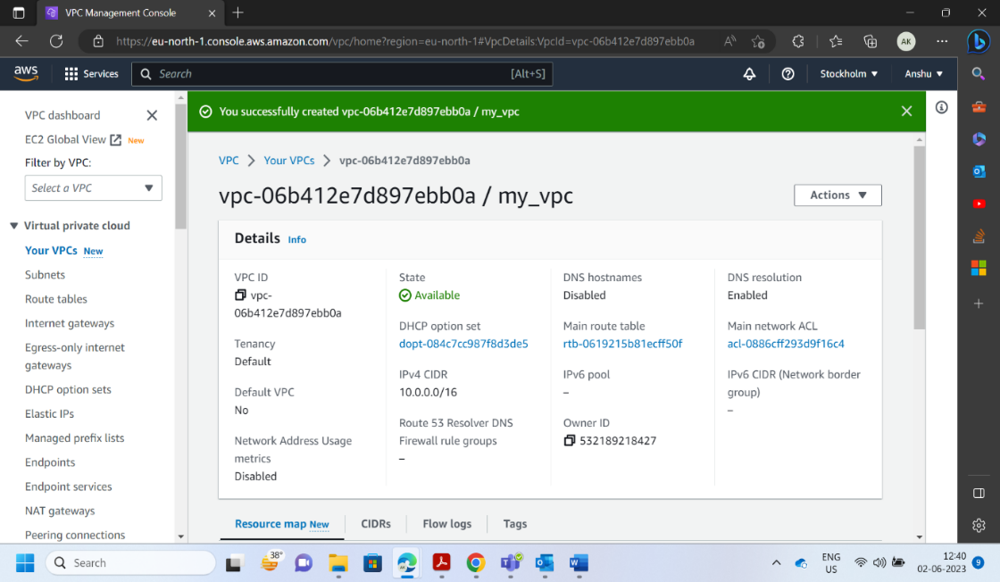 VPC Management Console
https://eu-north-1.console.aws.amazon.com/vpc/home?region=eu-north-1#VpcDetails:VpcId=vpc-06b412e7d897ebb0a
AK
aws
Services
Search
[Alt+S]
Stockholm
Anshu
VPC dashboard
EC2 Global View New
Filter by VPC:
Select a VPC
Virtual private cloud
Your VPCs New
Subnets
Route tables
Internet gateways
Egress-only internet
gateways
DHCP option sets
Elastic IPs
Managed prefix lists
Endpoints
Endpoint services
NAT gateways
Peering connections
You successfully created vpc-06b412e7d897ebb0a / my_vpc
VPC
Your VPCs
vpc-06b412e7d897ebb0a
vpc-06b412e7d897ebb0a / my_vpc
Actions
Details Info
VPC ID
vpc-
06b412e7d897ebb0a
Tenancy
Default
Default VPC
No
Network Address Usage
metrics
Disabled
State
Available
DHCP option set
dopt-084c7cc987f8d3de5
IPv4 CIDR
10.0.0.0/16
Route 53 Resolver DNS
Firewall rule groups
–
DNS hostnames
Disabled
Main route table
rtb-0619215b81ecff50f
IPv6 pool
–
Owner ID
532189218427
DNS resolution
Enabled
Main network ACL
acl-0886cff293d9f16c4
IPv6 CIDR (Network border
group)
–
Resource map New
CIDRs
Flow logs
Tags
Search
38°
ENG
US
12:40
02-06-2023
9